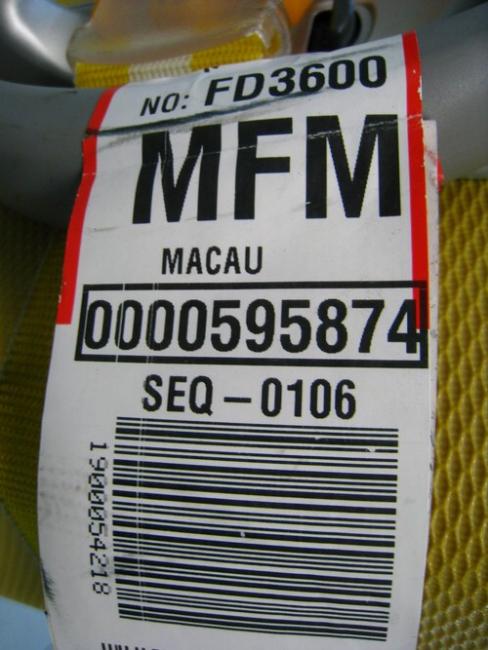 NO: FD3600
MFM
MACAU
0000595874
SEQ-0106
1900054218